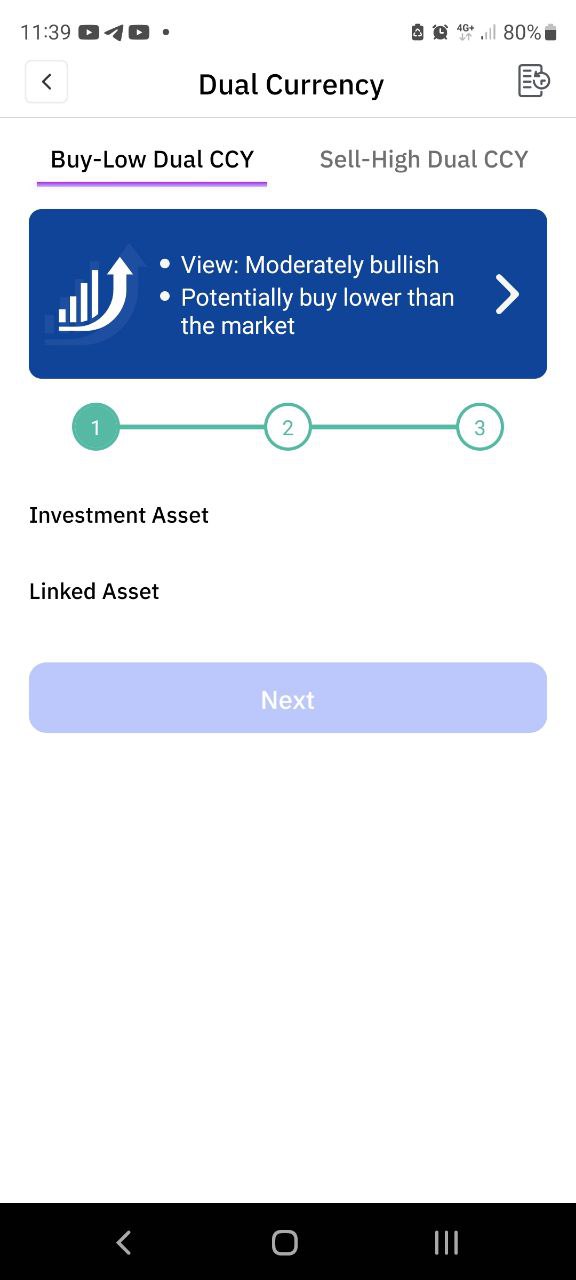 11:39
4G+
80%
Dual Currency
Buy-Low Dual CCY
Sell-High Dual CCY
• View: Moderately bullish
• Potentially buy lower than
the market
1
2
3
Investment Asset
Linked Asset
Next